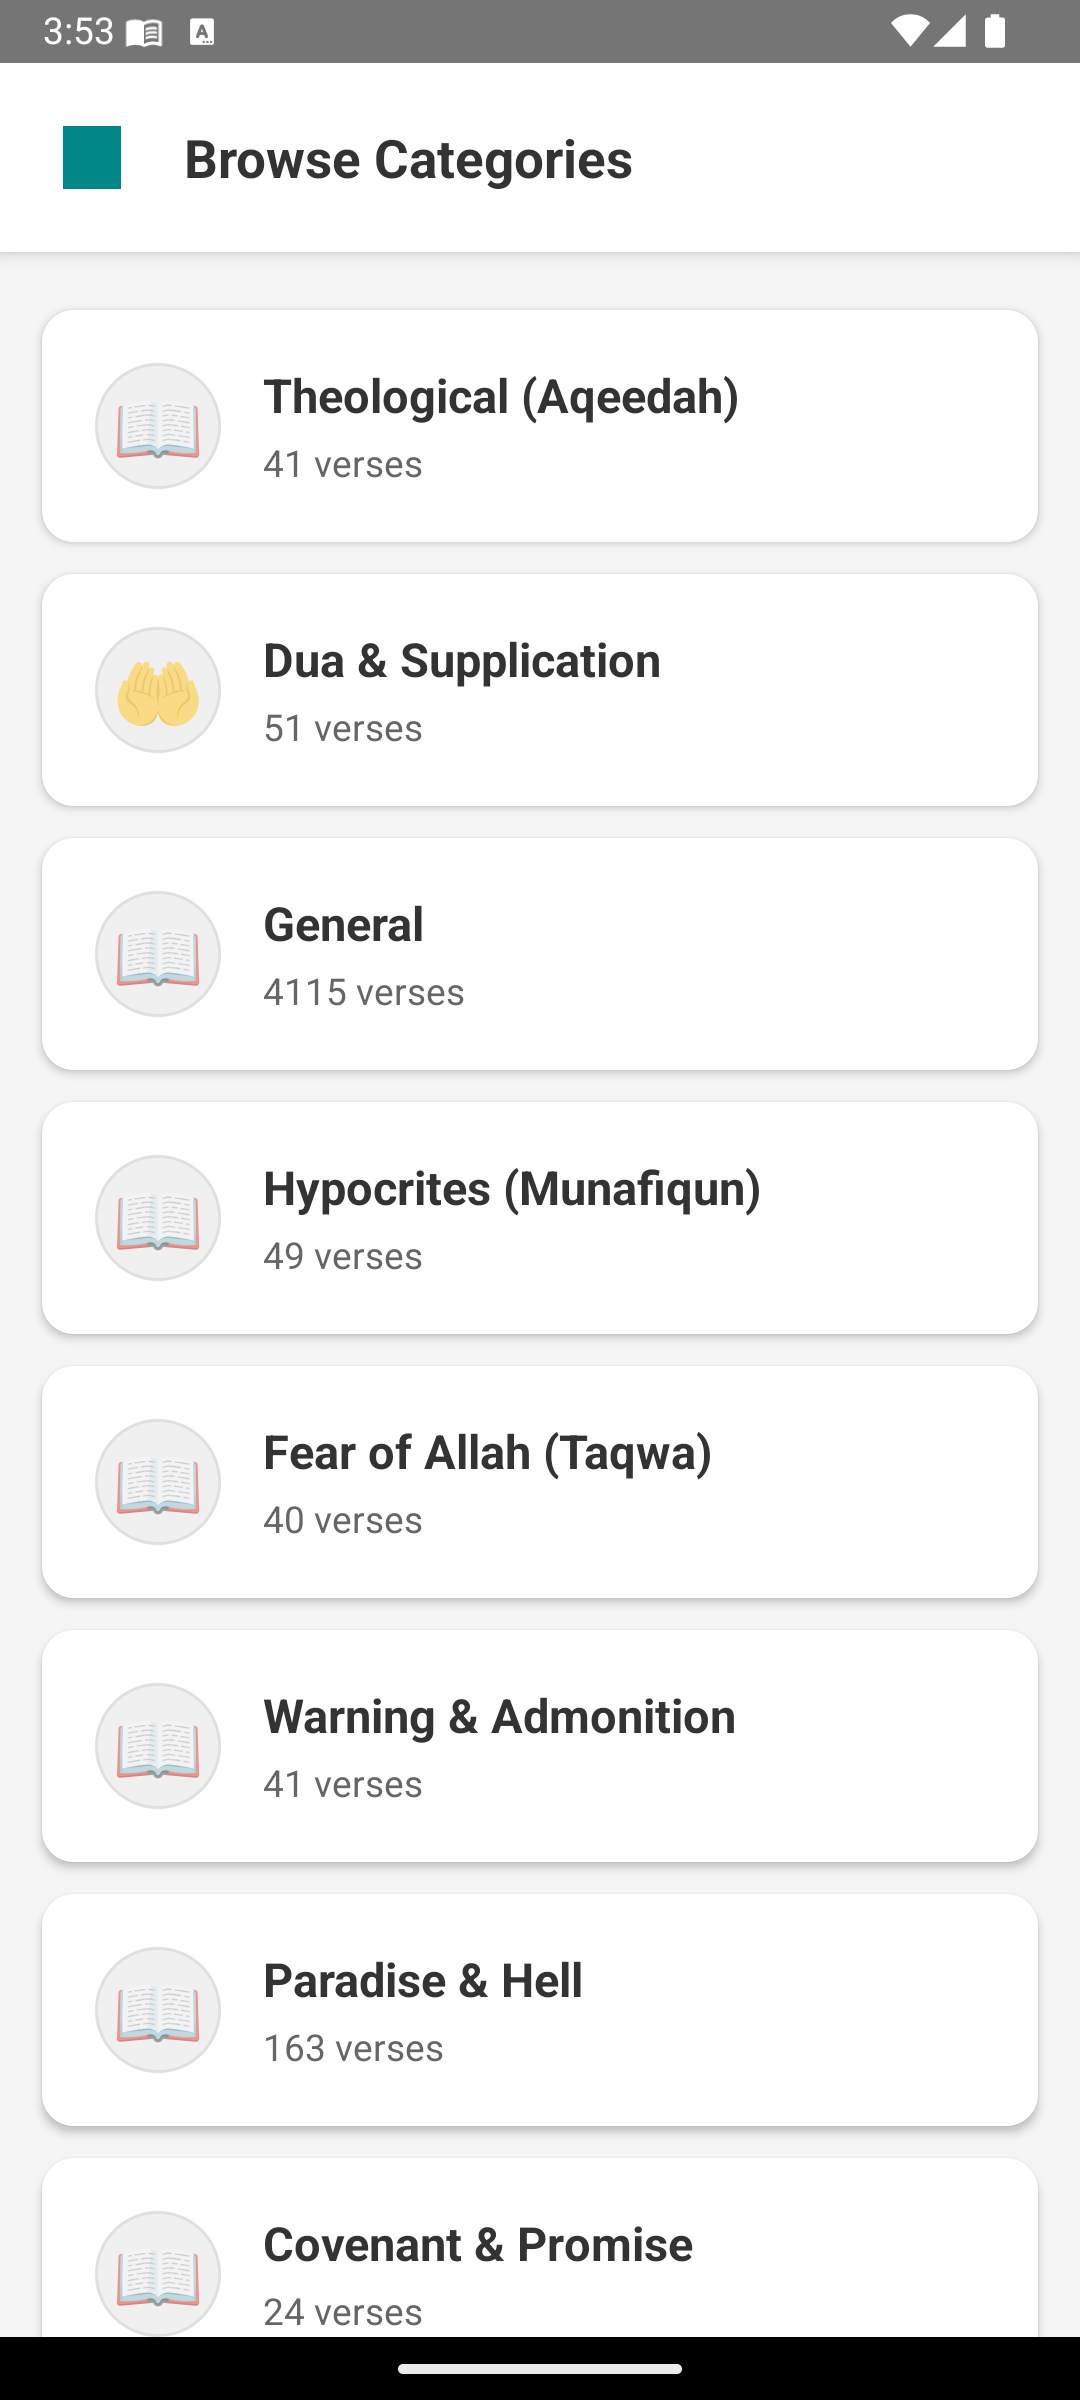 3:53
Browse Categories
Theological (Aqeedah)
41 verses
Dua & Supplication
51 verses
General
4115 verses
Hypocrites (Munafiqun)
49 verses
Fear of Allah (Taqwa)
40 verses
Warning & Admonition
41 verses
Paradise & Hell
163 verses
Covenant & Promise
24 verses